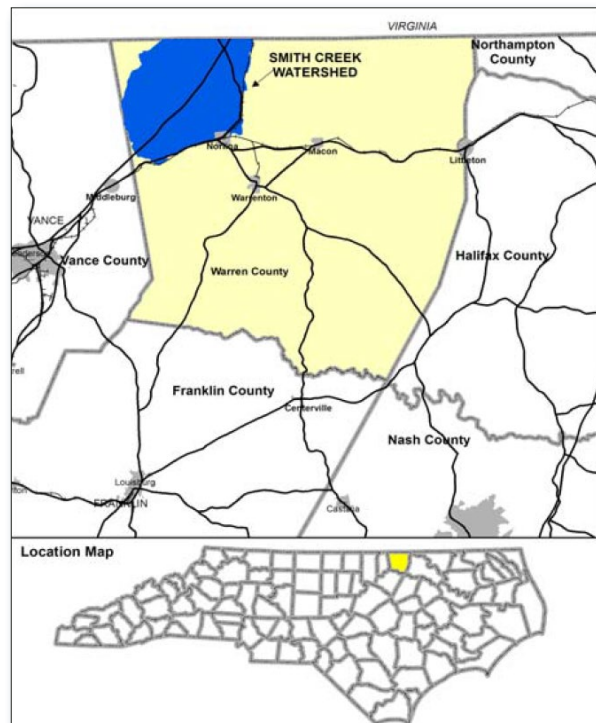 VIRGINIA
Northampton
County
SMITH CREEK
WATERSHED
Norlina
Macon
Littleton
Middleburg
Warrenton
VANCE
Vance County
Halifax County
Warren County
Franklin County
Centerville
Nash County
Louisburg
FRANKLIN
Castalia
Location Map